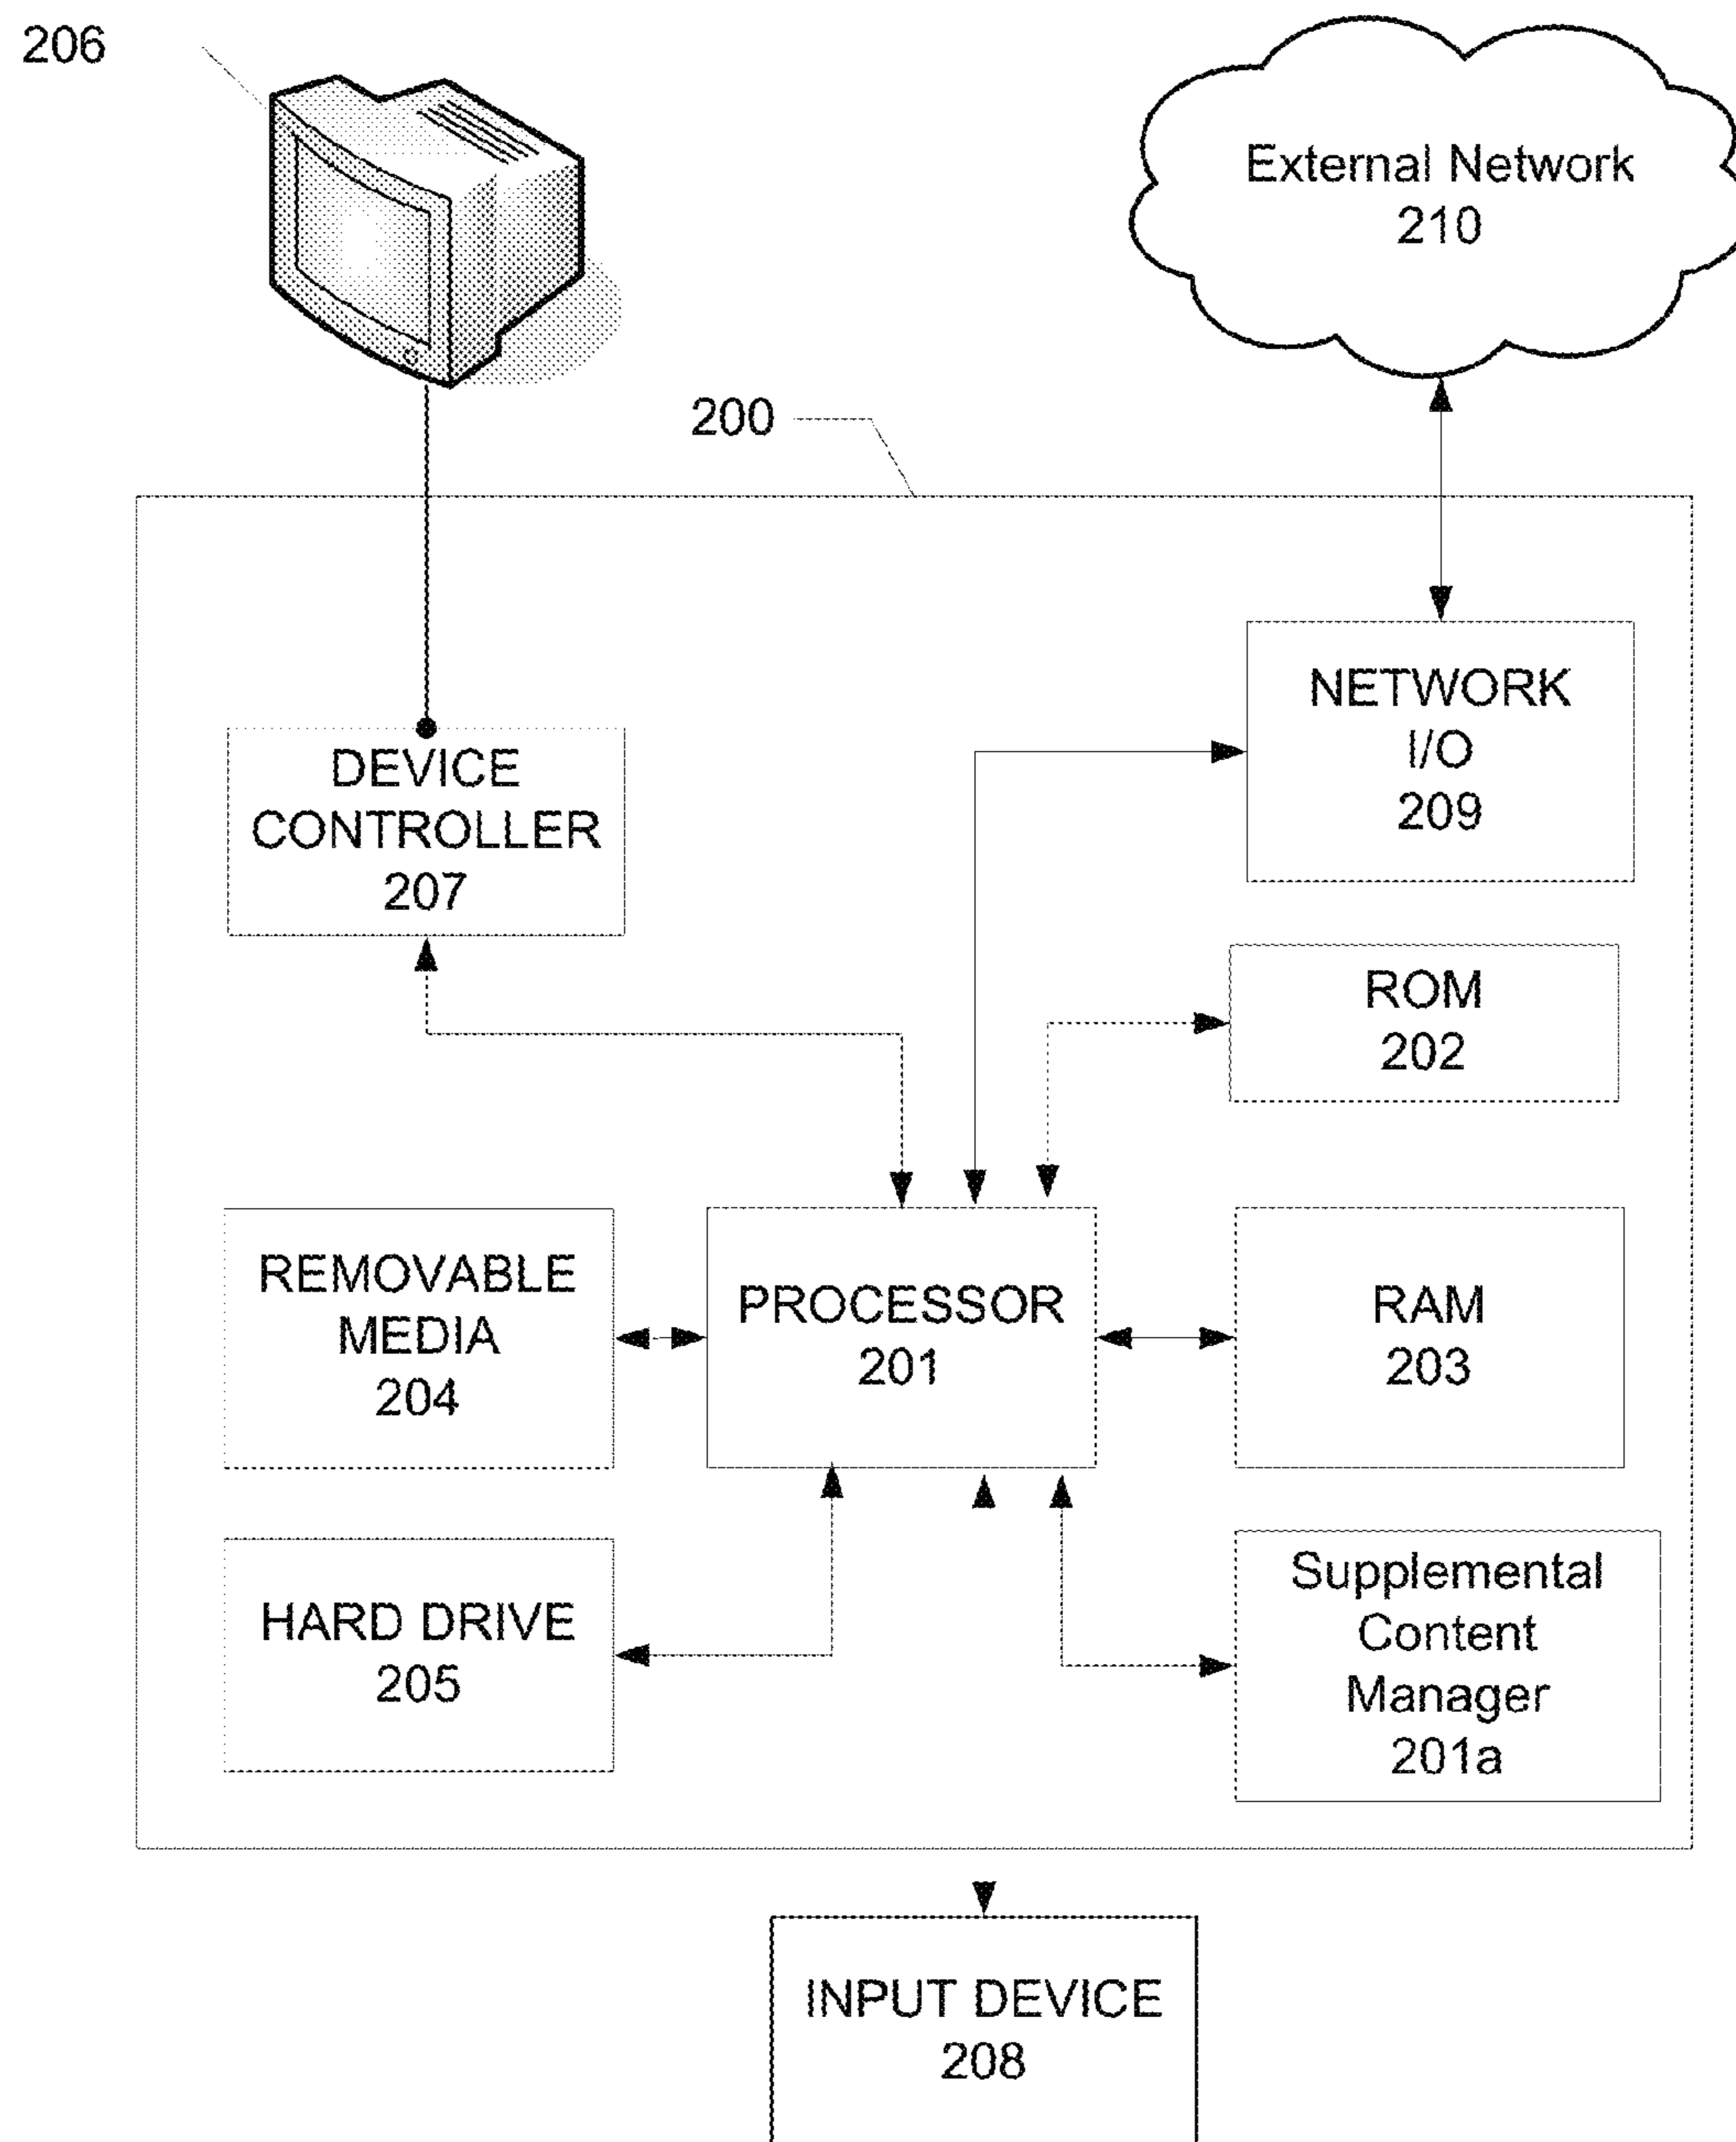 206
External Network
210
200
NETWORK
I/O
209
DEVICE
CONTROLLER
207
ROM
202
REMOVABLE
MEDIA
204
PROCESSOR
201
RAM
203
HARD DRIVE
205
Supplemental
Content
Manager
201a
INPUT DEVICE
208